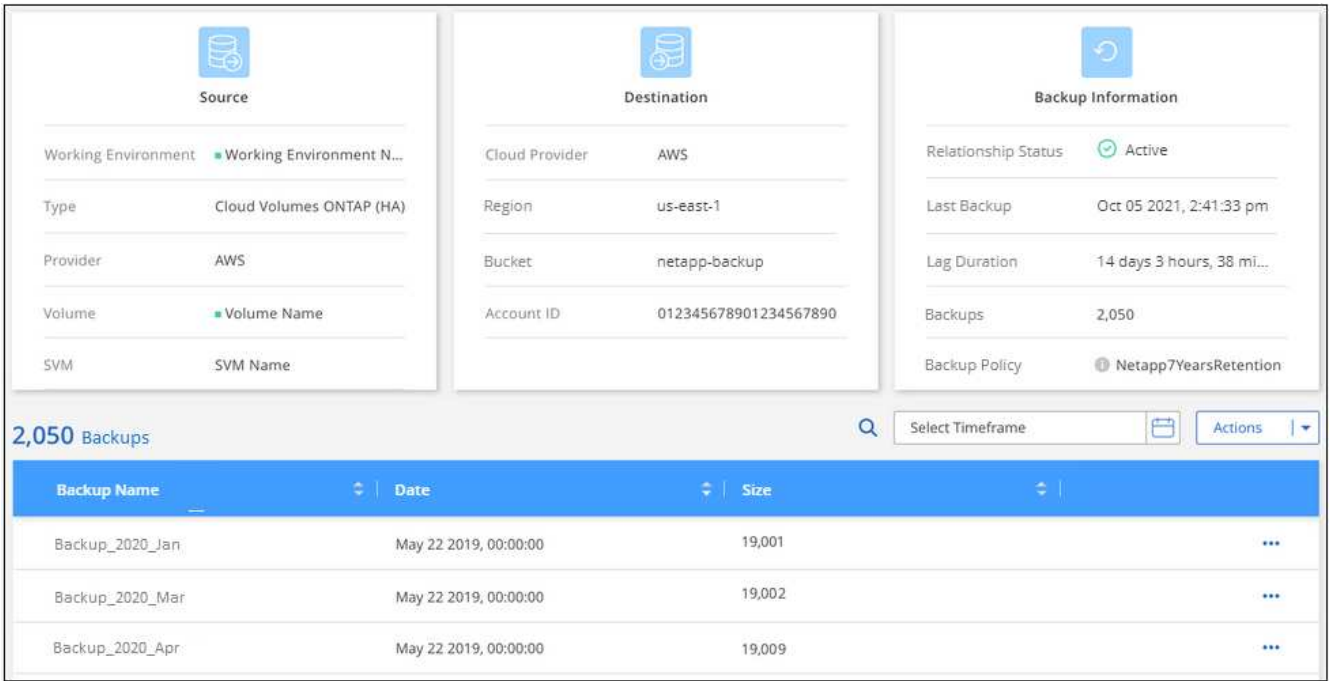 Source
Working Environment Working Environment N...
Type Cloud Volumes ONTAP (HA)
Provider AWS
Volume Volume Name
SVM SVM Name
Destination
Cloud Provider AWS
Region us-east-1
Bucket netapp-backup
Account ID 012345678901234567890
Backup Information
Relationship Status Active
Last Backup Oct 05 2021, 2:41:33 pm
Lag Duration 14 days 3 hours, 38 mi...
Backups 2,050
Backup Policy Netapp7YearsRetention
2,050 Backups
Select Timeframe
Actions
Backup Name Date Size
Backup_2020_Jan May 22 2019, 00:00:00 19,001
Backup_2020_Mar May 22 2019, 00:00:00 19,002
Backup_2020_Apr May 22 2019, 00:00:00 19,009